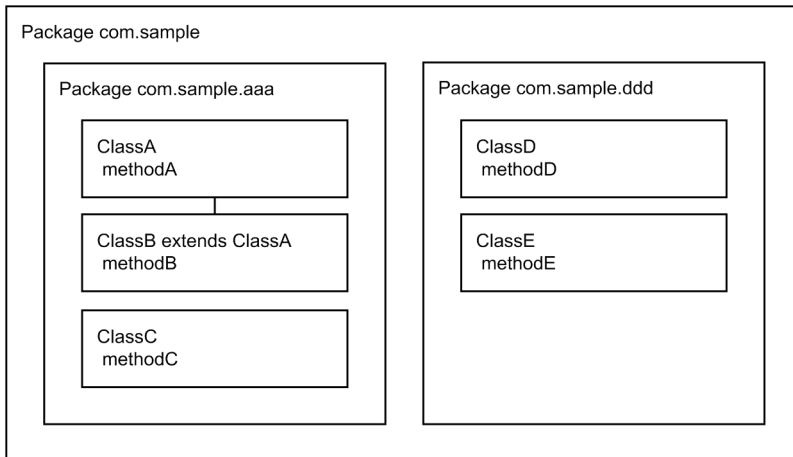 Package com.sample
Package com.sample.aaa
ClassA
methodA
ClassB extends ClassA
methodB
ClassC
methodC
Package com.sample.ddd
ClassD
methodD
ClassE
methodE